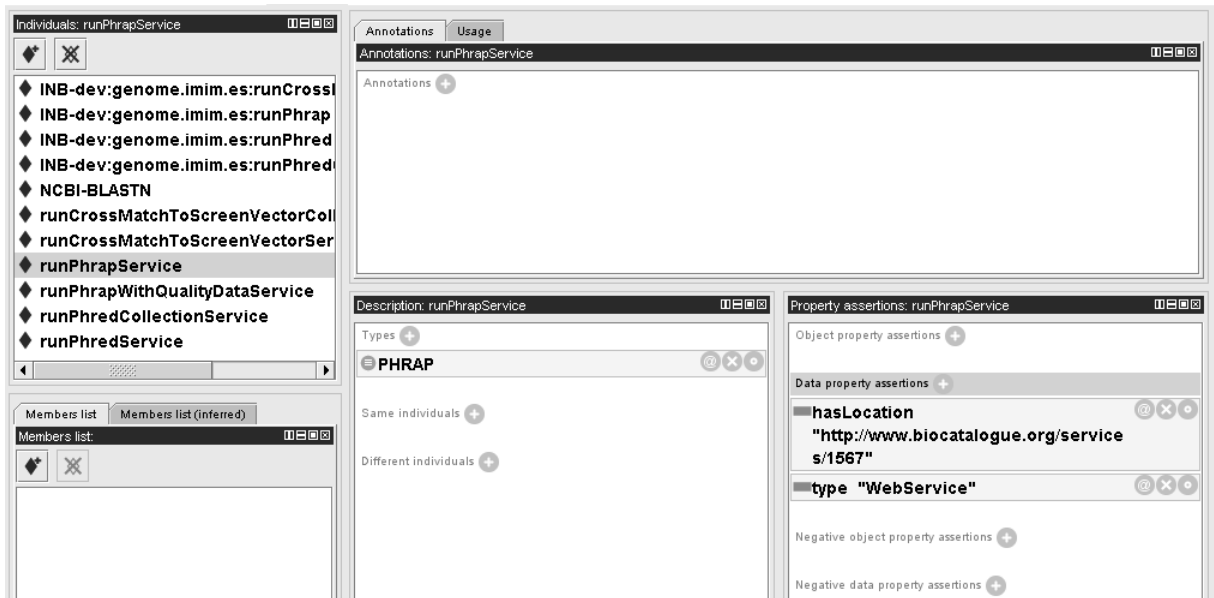 Individuals: runPhrapService
INB-dev:genome.imim.es:runCross
INB-dev:genome.imim.es:runPhrap
INB-dev:genome.imim.es:runPhred
INB-dev:genome.imim.es:runPhred
NCBI-BLASTN
runCrossMatchToScreenVectorColl
runCrossMatchToScreenVectorSer
runPhrapService
runPhrapWithQualityDataService
runPhredCollectionService
runPhredService
Members list Members list (inferred)
Members list:
Annotations Usage
Annotations: runPhrapService
Annotations
Description: runPhrapService
Types
PHRAP
Same individuals
Different individuals
Property assertions: runPhrapService
Object property assertions
Data property assertions
hasLocation
"http://www.biocatalogue.org/service
s/1567"
type "WebService"
Negative object property assertions
Negative data property assertions